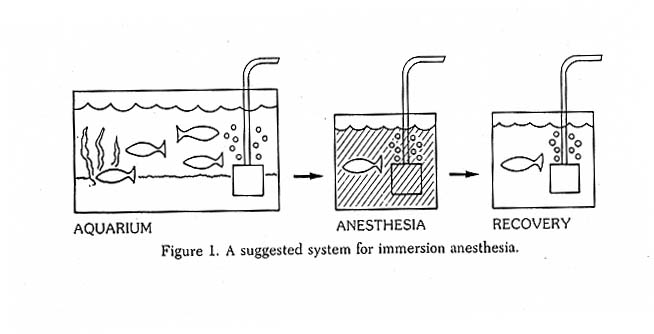 AQUARIUM
ANESTHESIA
RECOVERY
Figure 1. A suggested system for immersion anesthesia.